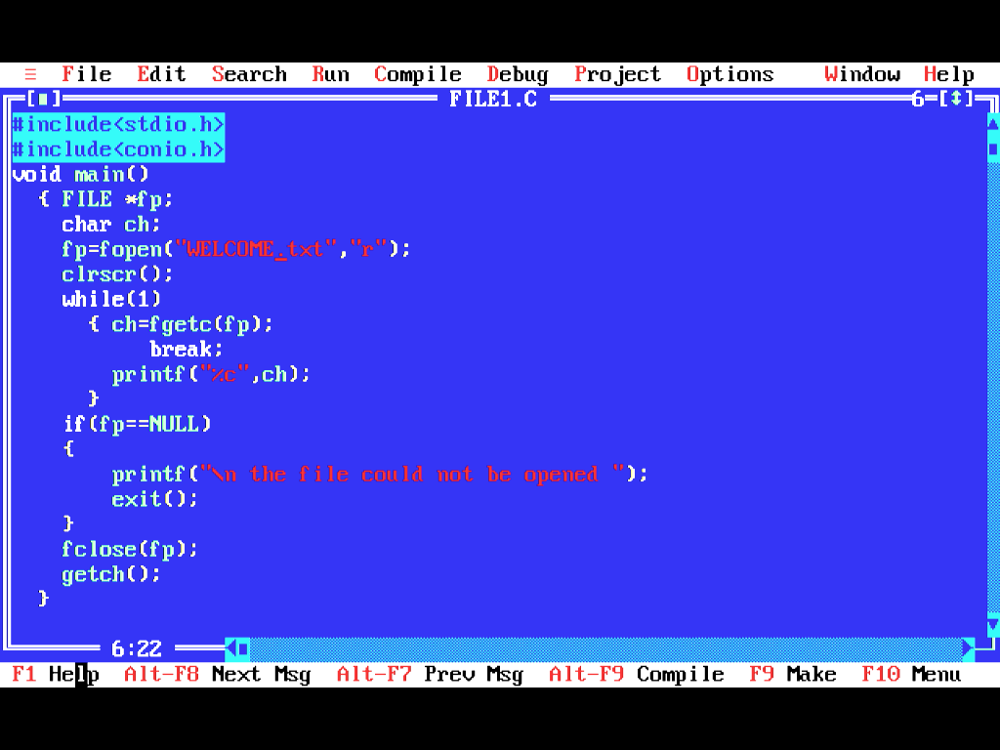 ≡ File Edit Search Run Compile Debug Project Options Window Help
[■] FILE1.C 6=[↕]
#include<stdio.h>
#include<conio.h>
void main()
{ FILE *fp;
char ch;
fp=fopen("WELCOME.txt","r");
clrscr();
while(1)
{ ch=fgetc(fp);
break;
printf("%c",ch);
}
if(fp==NULL)
{
printf("\n the file could not be opened ");
exit();
}
fclose(fp);
getch();
}
6:22
F1 Help Alt-F8 Next Msg Alt-F7 Prev Msg Alt-F9 Compile F9 Make F10 Menu